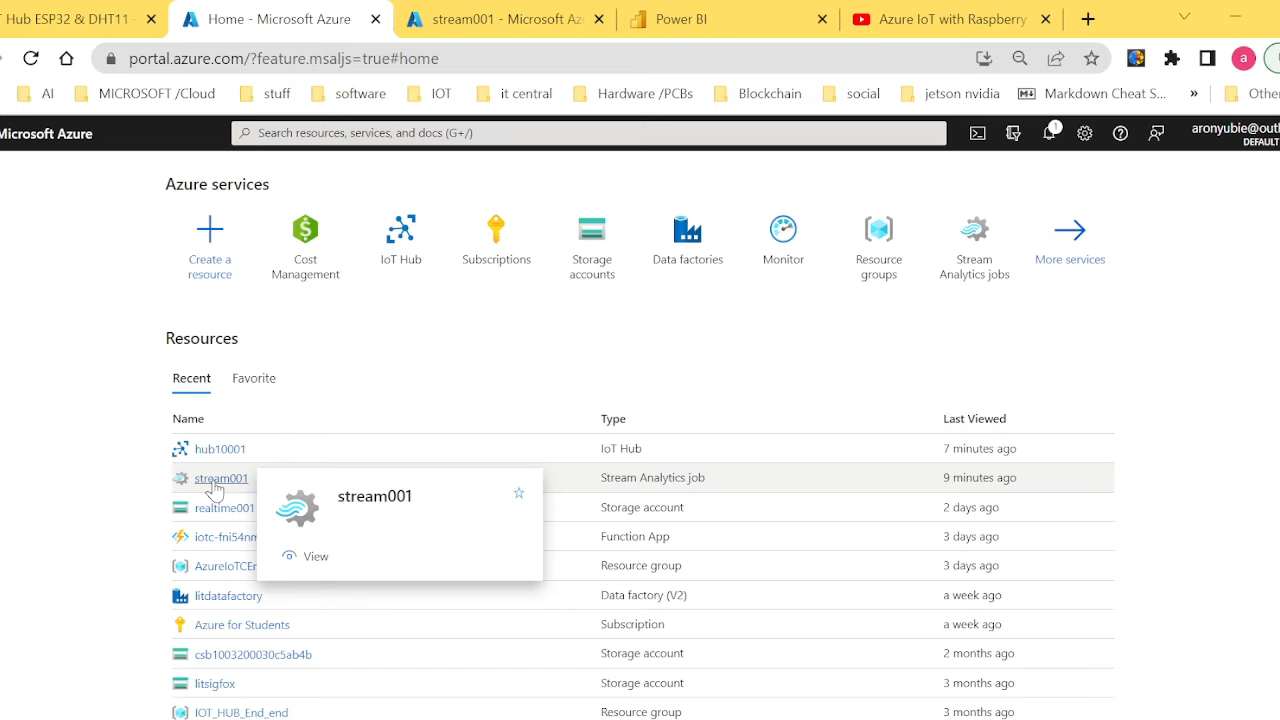 T Hub ESP32 & DHT11 - Home - Microsoft Azure stream001 - Microsoft Az Power BI Azure IoT with Raspberry
portal.azure.com/?feature.msaljs=true#home a
AI MICROSOFT /Cloud stuff software IOT it central Hardware /PCBs Blockchain social jetson nvidia Markdown Cheat S... » Other
Microsoft Azure Search resources, services, and docs (G+/) 1 aronyubie@outl
DEFAULT
Azure services
Create a resource
Cost Management
IoT Hub
Subscriptions
Storage accounts
Data factories
Monitor
Resource groups
Stream Analytics jobs
More services
Resources
Recent Favorite
Name Type Last Viewed
hub10001 IoT Hub 7 minutes ago
stream001 Stream Analytics job 9 minutes ago
stream001
View
realtime001 Storage account 2 days ago
iotc-fni54nm Function App 3 days ago
AzureIoTCEn Resource group 3 days ago
litdatafactory Data factory (V2) a week ago
Azure for Students Subscription a week ago
csb1003200030c5ab4b Storage account 2 months ago
litsigfox Storage account 3 months ago
IOT_HUB_End_end Resource group 3 months ago